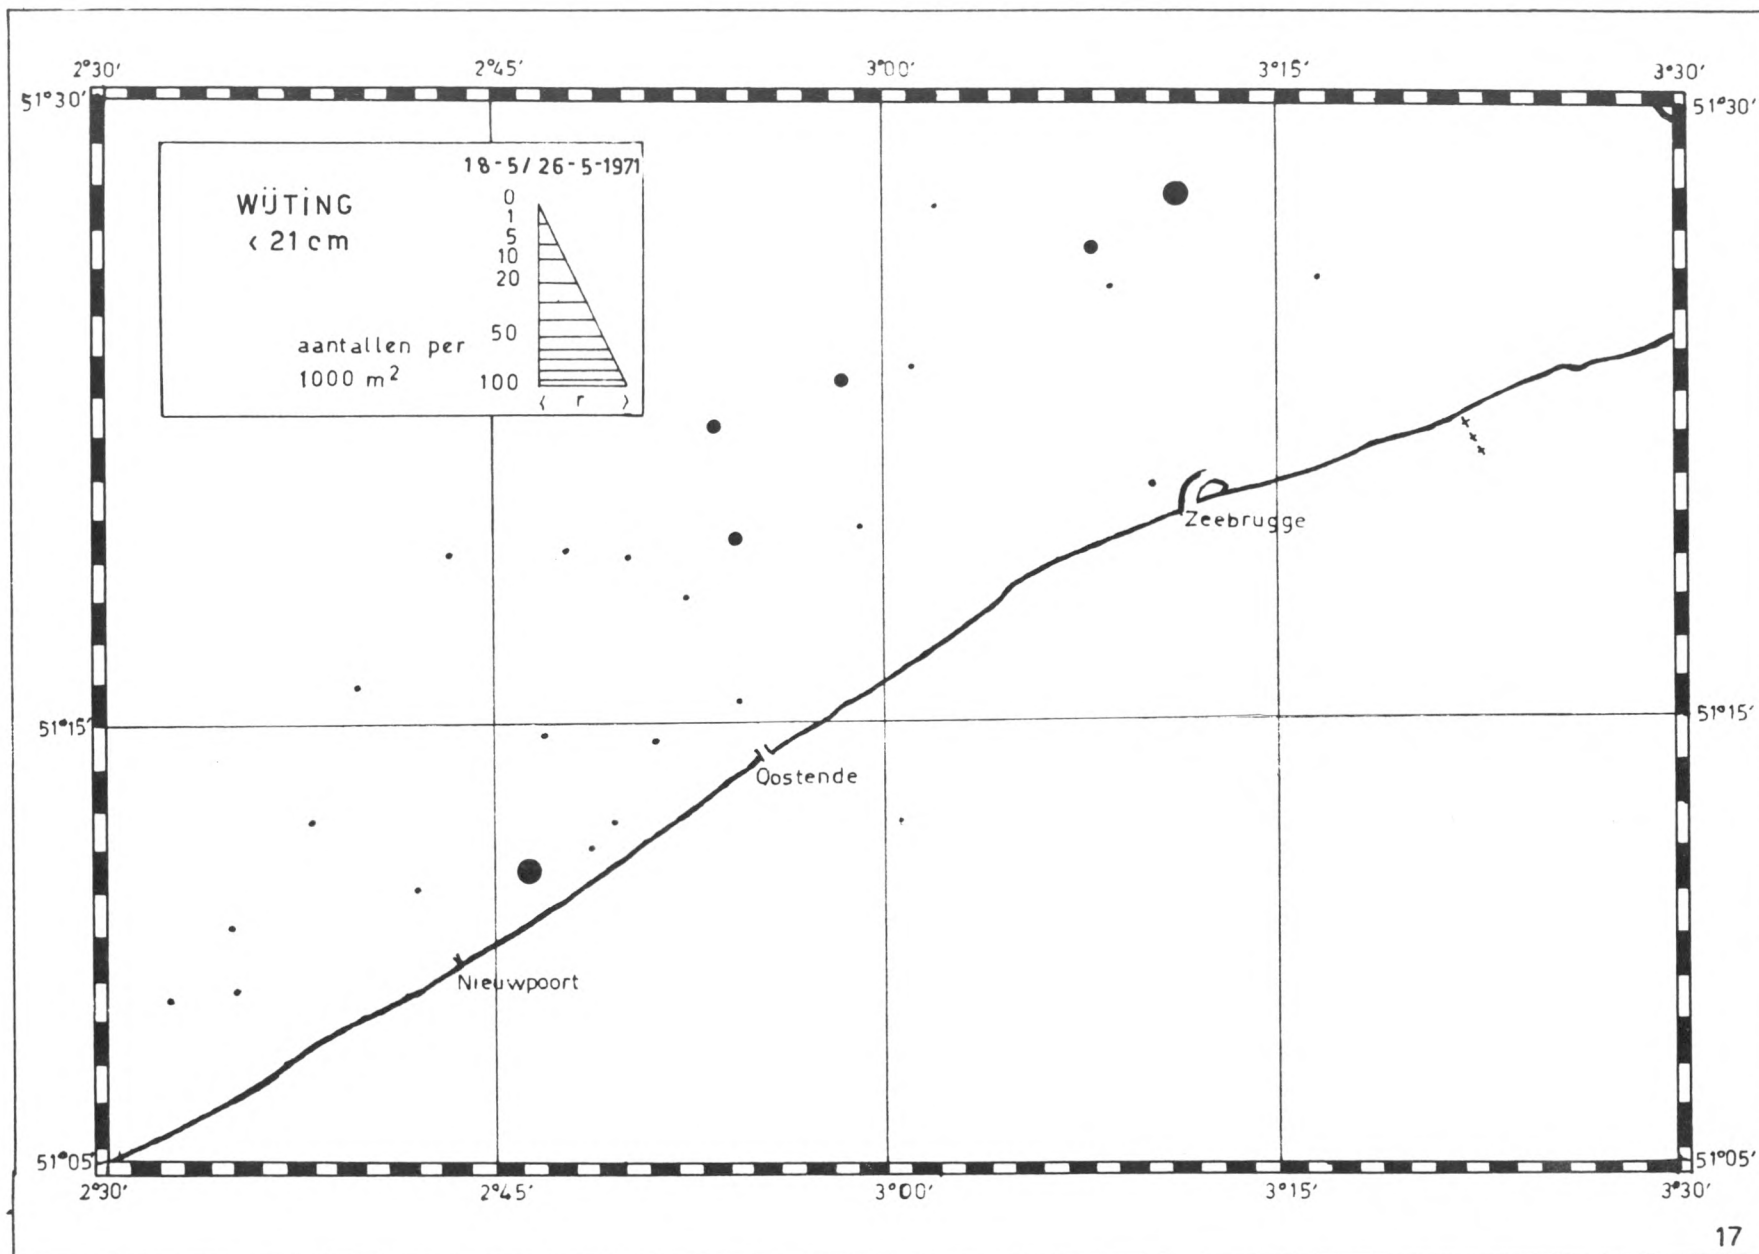 2°30′ 2°45′ 3°00′ 3°15′ 3°30′
51°30′ 51°30′
18-5/26-5-1971
WIJTING
< 21 cm
0
1
5
10
20
50
100
aantallen per
1000 m²
< r >
Zeebrugge
51°15′ 51°15′
Oostende
Nieuwpoort
51°05′ 51°05′
2°30′ 2°45′ 3°00′ 3°15′ 3°30′
17